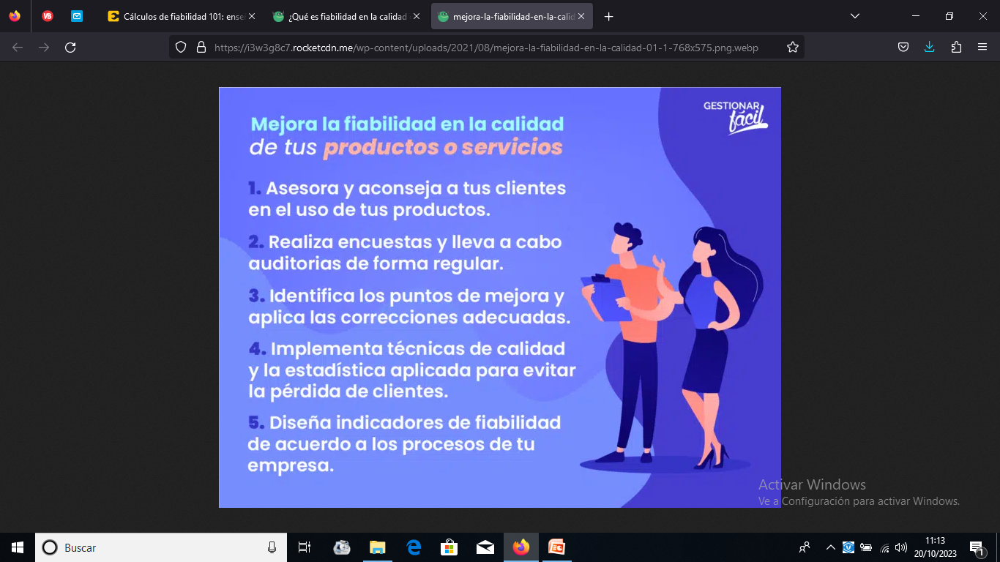 Cálculos de fiabilidad 101: ense
¿Qué es fiabilidad en la calidad
mejora-la-fiabilidad-en-la-calid
https://i3w3g8c7.rocketcdn.me/wp-content/uploads/2021/08/mejora-la-fiabilidad-en-la-calidad-01-1-768x575.png.webp
GESTIONAR
fácil
Mejora la fiabilidad en la calidad
de tus productos o servicios
1. Asesora y aconseja a tus clientes
en el uso de tus productos.
2. Realiza encuestas y lleva a cabo
auditorias de forma regular.
3. Identifica los puntos de mejora y
aplica las correcciones adecuadas.
4. Implementa técnicas de calidad
y la estadística aplicada para evitar
la pérdida de clientes.
5. Diseña indicadores de fiabilidad
de acuerdo a los procesos de tu
empresa.
Activar Windows
Ve a Configuración para activar Windows.
Buscar
11:13
20/10/2023
1